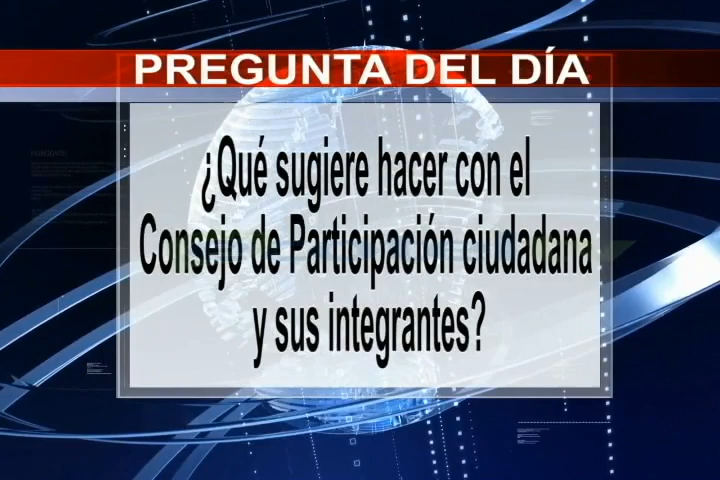 PREGUNTA DEL DÍA
¿Qué sugiere hacer con el
Consejo de Participación ciudadana
y sus integrantes?